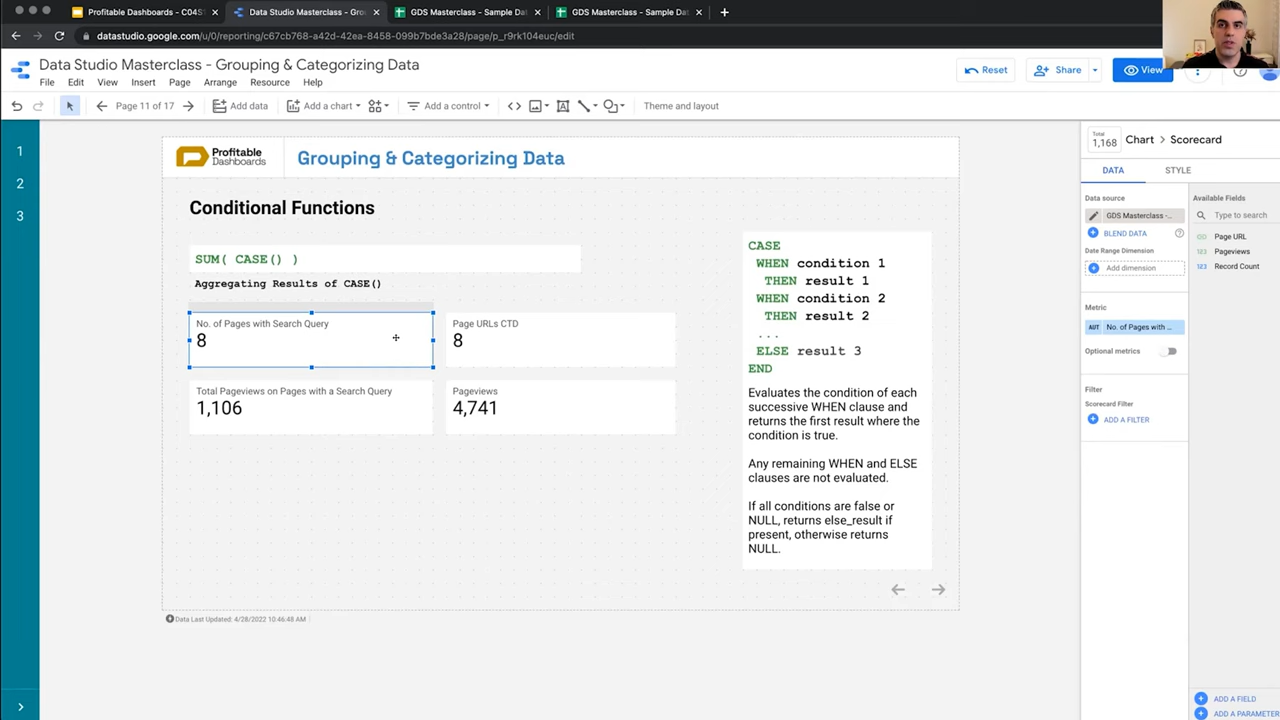 Profitable Dashboards - C04S
Data Studio Masterclass - Gro
GDS Masterclass - Sample Dat
GDS Masterclass - Sample Dat
datastudio.google.com/u/0/reporting/c67cb768-a42d-42ea-8458-099b7bde3a28/page/p_r9rk104euc/edit
Data Studio Masterclass - Grouping & Categorizing Data
File Edit View Insert Page Arrange Resource Help
Reset
Share
View
Page 11 of 17
Add data
Add a chart
Add a control
Theme and layout
1
2
3
Profitable
Dashboards
Grouping & Categorizing Data
Conditional Functions
SUM( CASE() )
Aggregating Results of CASE()
No. of Pages with Search Query
8
Page URLs CTD
8
Total Pageviews on Pages with a Search Query
1,106
Pageviews
4,741
CASE
WHEN condition 1
THEN result 1
WHEN condition 2
THEN result 2
...
ELSE result 3
END
Evaluates the condition of each
successive WHEN clause and
returns the first result where the
condition is true.
Any remaining WHEN and ELSE
clauses are not evaluated.
If all conditions are false or
NULL, returns else_result if
present, otherwise returns
NULL.
Data Last Updated: 4/28/2022 10:46:48 AM
Total
1,168
Chart > Scorecard
DATA
STYLE
Data source
GDS Masterclass -...
BLEND DATA
Date Range Dimension
Add dimension
Metric
AUT No. of Pages with ...
Optional metrics
Filter
Scorecard Filter
ADD A FILTER
Available Fields
Type to search
Page URL
123 Pageviews
123 Record Count
ADD A FIELD
ADD A PARAMETER